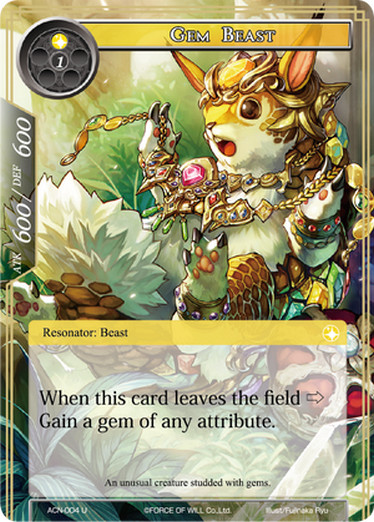 Gem Beast
1
ATK 600 / DEF 600
Resonator: Beast
When this card leaves the field ⇨
Gain a gem of any attribute.
An unusual creature studded with gems.
ACN-004 U ©FORCE OF WILL Co.,Ltd. Illust/Fujinaka Ryu